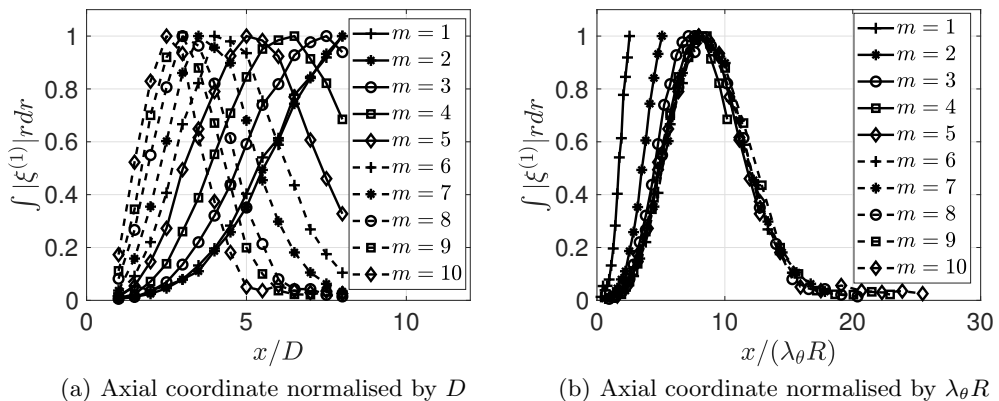 1
0.8
0.6
0.4
0.2
0
∫|ξ^(1)|rdr
0
5
10
x/D
m = 1
m = 2
m = 3
m = 4
m = 5
m = 6
m = 7
m = 8
m = 9
m = 10
(a) Axial coordinate normalised by D
1
0.8
0.6
0.4
0.2
0
∫|ξ^(1)|rdr
0
10
20
30
x/(λ_θ R)
m = 1
m = 2
m = 3
m = 4
m = 5
m = 6
m = 7
m = 8
m = 9
m = 10
(b) Axial coordinate normalised by λ_θ R